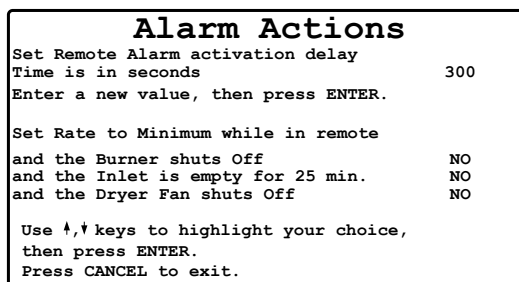 Alarm Actions
Set Remote Alarm activation delay
Time is in seconds 300
Enter a new value, then press ENTER.
Set Rate to Minimum while in remote
and the Burner shuts Off NO
and the Inlet is empty for 25 min. NO
and the Dryer Fan shuts Off NO
Use ↑,↓ keys to highlight your choice,
then press ENTER.
Press CANCEL to exit.